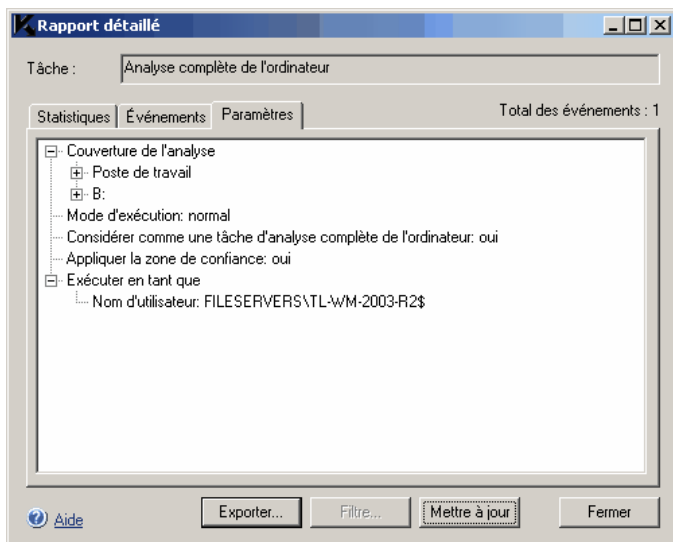 Rapport détaillé
Tâche :
Analyse complète de l'ordinateur
Statistiques
Événements
Paramètres
Total des événements : 1
Couverture de l'analyse
Poste de travail
B:
Mode d'exécution: normal
Considérer comme une tâche d'analyse complète de l'ordinateur: oui
Appliquer la zone de confiance: oui
Exécuter en tant que
Nom d'utilisateur: FILESERVERS\TL-WM-2003-R2$
Aide
Exporter...
Filtre...
Mettre à jour
Fermer